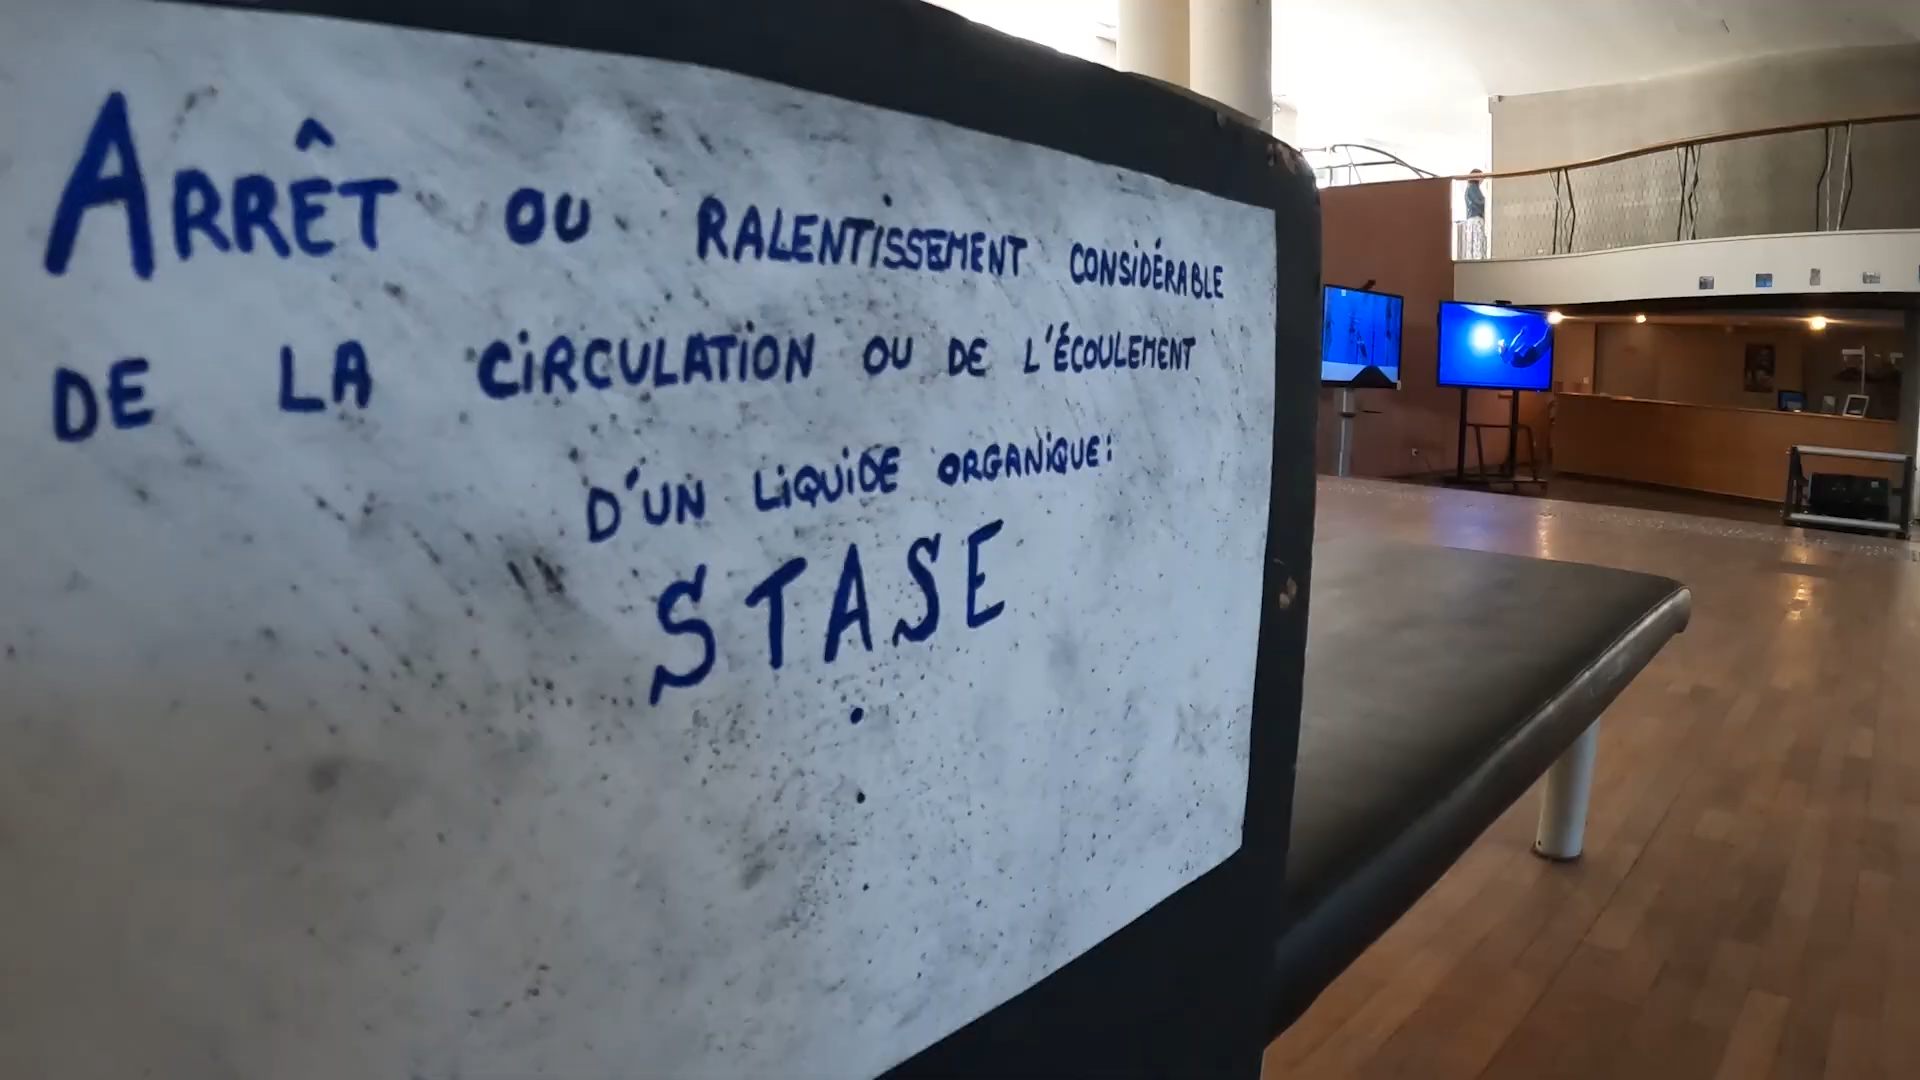 ARRÊT OU RALENTISSEMENT CONSIDÉRABLE
DE LA CIRCULATION OU DE L'ÉCOULEMENT
D'UN LIQUIDE ORGANIQUE:
STASE